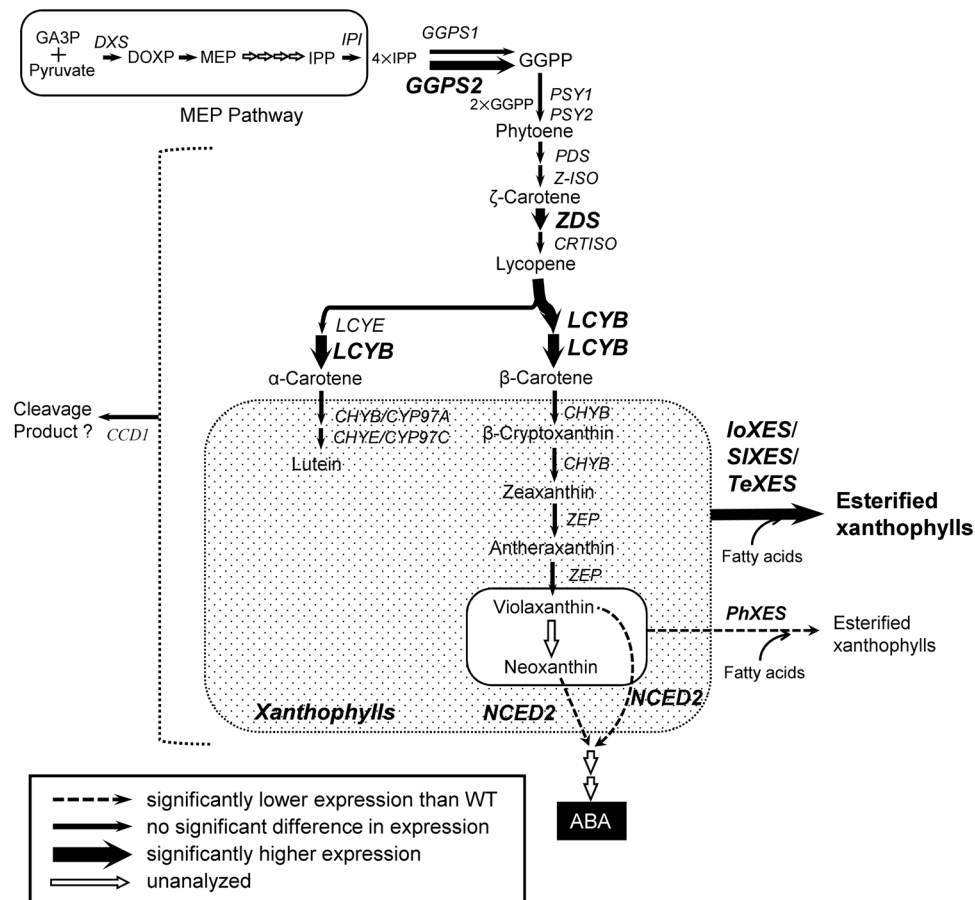 GA3P
+
Pyruvate
DXS
DOXP
MEP
IPP
IPI
4×IPP
GGPS1
GGPS2
GGPP
MEP Pathway
2×GGPP
PSY1
PSY2
Phytoene
PDS
Z-ISO
ζ-Carotene
ZDS
CRTISO
Lycopene
LCYE
LCYB
LCYB
LCYB
α-Carotene
β-Carotene
Cleavage
Product ?
CCD1
CHYB/CYP97A
CHYE/CYP97C
Lutein
CHYB
β-Cryptoxanthin
CHYB
Zeaxanthin
ZEP
Antheraxanthin
ZEP
Violaxanthin
Neoxanthin
IoXES/
SlXES/
TeXES
Esterified
xanthophylls
Fatty acids
PhXES
Esterified
xanthophylls
Fatty acids
Xanthophylls
NCED2
NCED2
ABA
significantly lower expression than WT
no significant difference in expression
significantly higher expression
unanalyzed